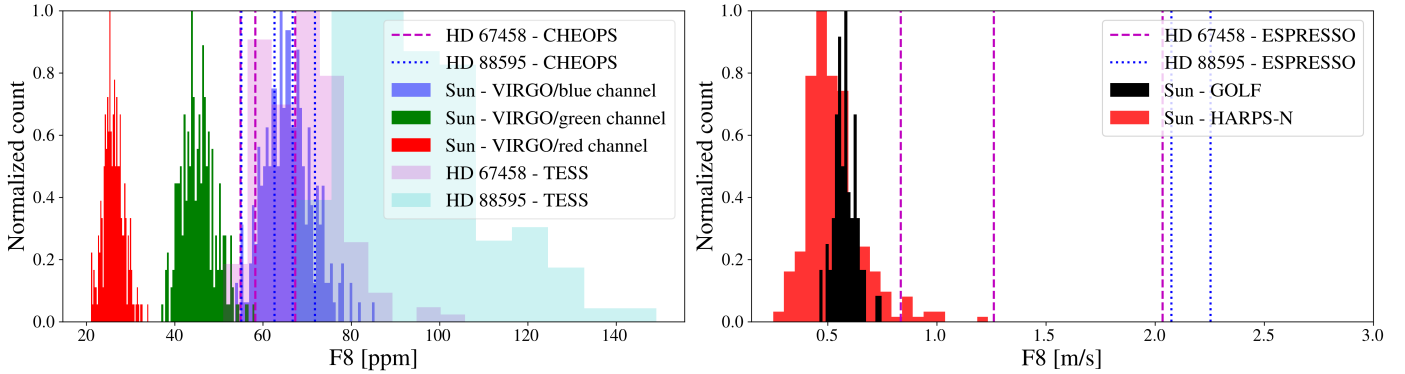 1.0
0.8
0.6
0.4
0.2
0.0
Normalized count
20
40
60
80
100
120
140
F8 [ppm]
HD 67458 - CHEOPS
HD 88595 - CHEOPS
Sun - VIRGO/blue channel
Sun - VIRGO/green channel
Sun - VIRGO/red channel
HD 67458 - TESS
HD 88595 - TESS
1.0
0.8
0.6
0.4
0.2
0.0
Normalized count
0.5
1.0
1.5
2.0
2.5
3.0
F8 [m/s]
HD 67458 - ESPRESSO
HD 88595 - ESPRESSO
Sun - GOLF
Sun - HARPS-N